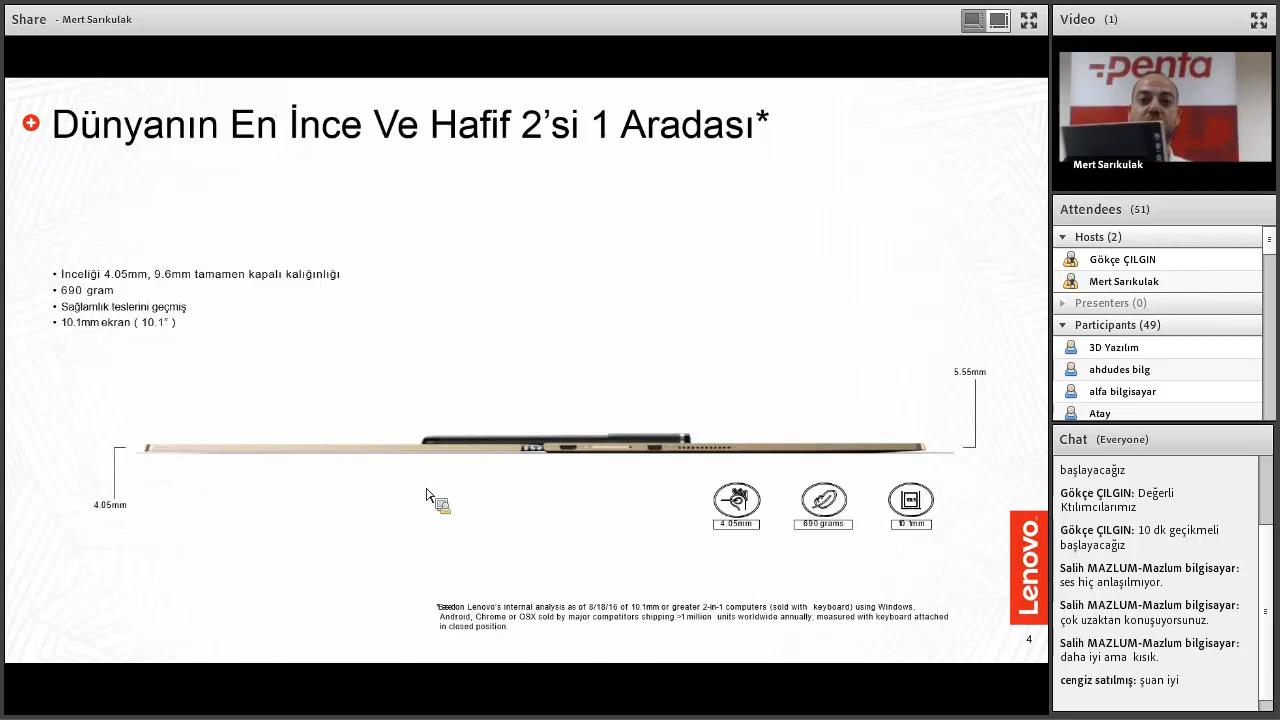 Share - Mert Sarıkulak
+ Dünyanın En İnce Ve Hafif 2’si 1 Aradası*
• İnceliği 4.05mm, 9.6mm tamamen kapalı kalığınlığı
• 690 gram
• Sağlamlık teslerini geçmiş
• 10.1mm ekran ( 10.1” )
5.55mm
4.05mm
4.05mm
690 grams
10.1mm
Lenovo
on Lenovo's internal analysis as of 8/18/16 of 10.1mm or greater 2-in-1 computers (sold with keyboard) using Windows,
Android, Chrome or OSX sold by major competitors shipping >1 million units worldwide annually; measured with keyboard attached
in closed position.
4
Video (1)
penta
Mert Sarıkulak
Attendees (51)
Hosts (2)
Gökçe ÇILGIN
Mert Sarıkulak
Presenters (0)
Participants (49)
3D Yazılım
ahdudes bilg
alfa bilgisayar
Atay
Chat (Everyone)
başlayacağız
Gökçe ÇILGIN: Değerli
Ktılımcılarımız
Gökçe ÇILGIN: 10 dk geçikmeli
başlayacağız
Salih MAZLUM-Mazlum bilgisayar:
ses hiç anlaşılmıyor.
Salih MAZLUM-Mazlum bilgisayar:
çok uzaktan konuşuyorsunuz.
Salih MAZLUM-Mazlum bilgisayar:
daha iyi ama kısık.
cengiz satılmış: şuan iyi